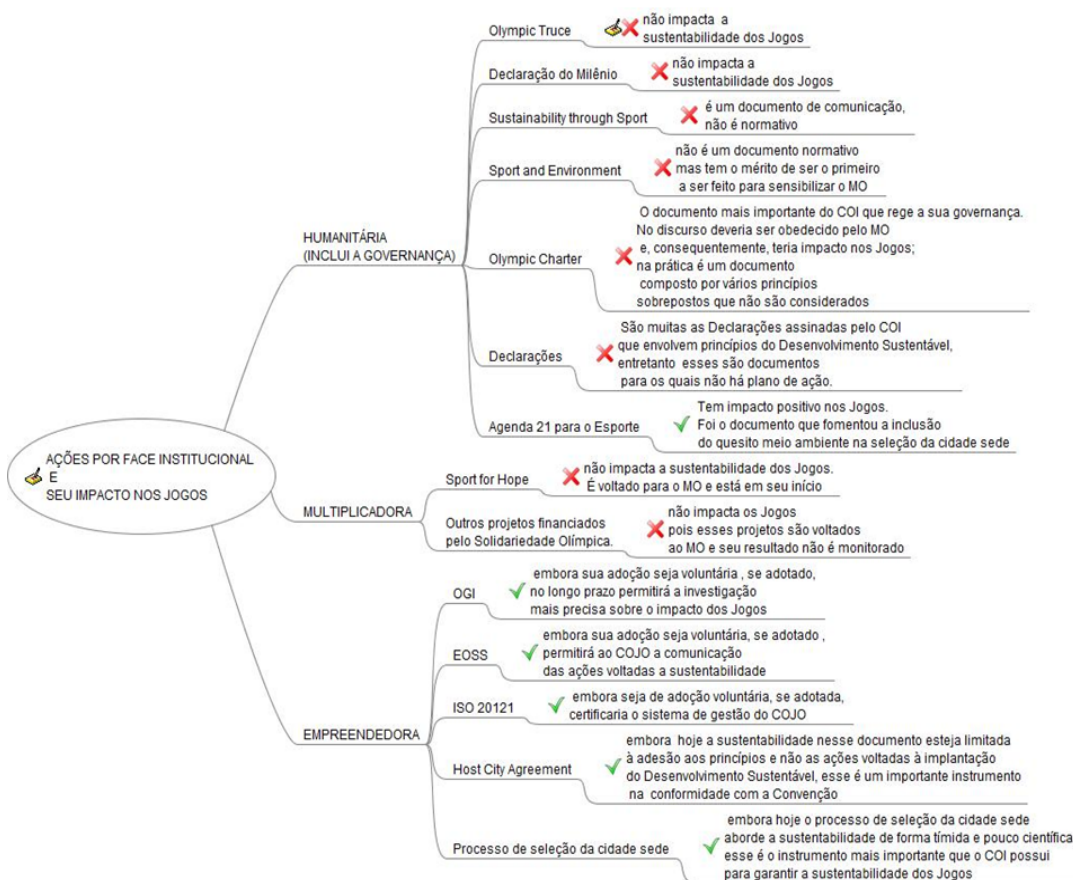 AÇÕES POR FACE INSTITUCIONAL
E
SEU IMPACTO NOS JOGOS
HUMANITÁRIA
(INCLUI A GOVERNANÇA)
Olympic Truce
não impacta a
sustentabilidade dos Jogos
Declaração do Milênio
não impacta a
sustentabilidade dos Jogos
Sustainability through Sport
é um documento de comunicação,
não é normativo
Sport and Environment
não é um documento normativo
mas tem o mérito de ser o primeiro
a ser feito para sensibilizar o MO
Olympic Charter
O documento mais importante do COI que rege a sua governança.
No discurso deveria ser obedecido pelo MO
e, consequentemente, teria impacto nos Jogos;
na prática é um documento
composto por vários princípios
sobrepostos que não são considerados
Declarações
São muitas as Declarações assinadas pelo COI
que envolvem princípios do Desenvolvimento Sustentável,
entretanto esses são documentos
para os quais não há plano de ação.
Agenda 21 para o Esporte
Tem impacto positivo nos Jogos.
Foi o documento que fomentou a inclusão
do quesito meio ambiente na seleção da cidade sede
MULTIPLICADORA
Sport for Hope
não impacta a sustentabilidade dos Jogos.
É voltado para o MO e está em seu início
Outros projetos financiados
pelo Solidariedade Olímpica.
não impacta os Jogos
pois esses projetos são voltados
ao MO e seu resultado não é monitorado
EMPREENDEDORA
OGI
embora sua adoção seja voluntária , se adotado,
no longo prazo permitirá a investigação
mais precisa sobre o impacto dos Jogos
EOSS
embora sua adoção seja voluntária, se adotado ,
permitirá ao COJO a comunicação
das ações voltadas a sustentabilidade
ISO 20121
embora seja de adoção voluntária, se adotada,
certificaria o sistema de gestão do COJO
Host City Agreement
embora hoje a sustentabilidade nesse documento esteja limitada
à adesão aos princípios e não as ações voltadas à implantação
do Desenvolvimento Sustentável, esse é um importante instrumento
na conformidade com a Convenção
Processo de seleção da cidade sede
embora hoje o processo de seleção da cidade sede
aborde a sustentabilidade de forma tímida e pouco científica
esse é o instrumento mais importante que o COI possui
para garantir a sustentabilidade dos Jogos